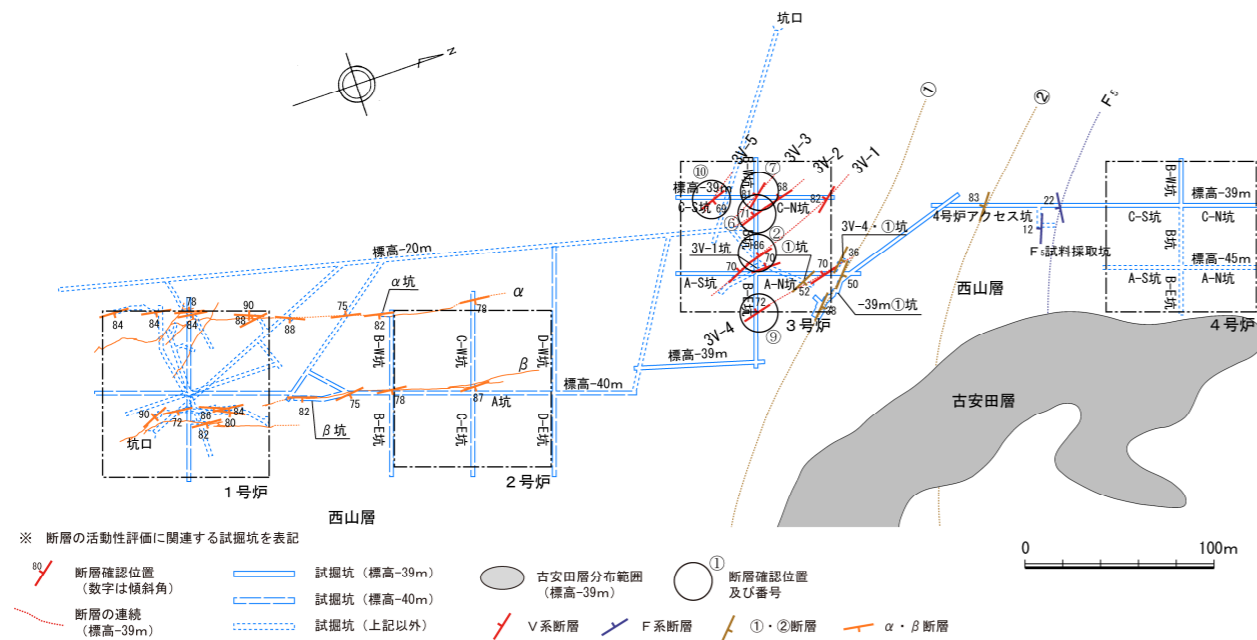 坑口
N
①
②
F₅
3V-5
3V-3
3V-2
3V-1
⑩
⑦
B-W坑
標高-39m
81
68
82
69
C-S坑
C-N坑
71
⑥
②
3V-4・①坑
3V-1坑
B坑
86
①坑
70
70
70
36
50
A-S坑
A-N坑
52
-39m①坑
B-E坑
72
38
3V-4
3号炉
⑨
83
22
4号炉アクセス坑
12
F₅試料採取坑
西山層
B-W坑
標高-39m
C-S坑
C-N坑
B坑
標高-45m
A-S坑
A-N坑
B-E坑
4号炉
古安田層
標高-20m
標高-39m
標高-40m
α坑
α
78
90
75
78
84
84
84
88
88
82
B-W坑
C-W坑
D-W坑
β
82
75
78
87
A坑
90
72
86
84
80
82
坑口
β坑
B-E坑
C-E坑
D-E坑
1号炉
2号炉
西山層
※ 断層の活動性評価に関連する試掘坑を表記
80
断層確認位置
(数字は傾斜角)
断層の連続
(標高-39m)
試掘坑(標高-39m)
試掘坑(標高-40m)
試掘坑(上記以外)
古安田層分布範囲
(標高-39m)
①
断層確認位置
及び番号
V系断層
F系断層
①・②断層
α・β断層
0
100m